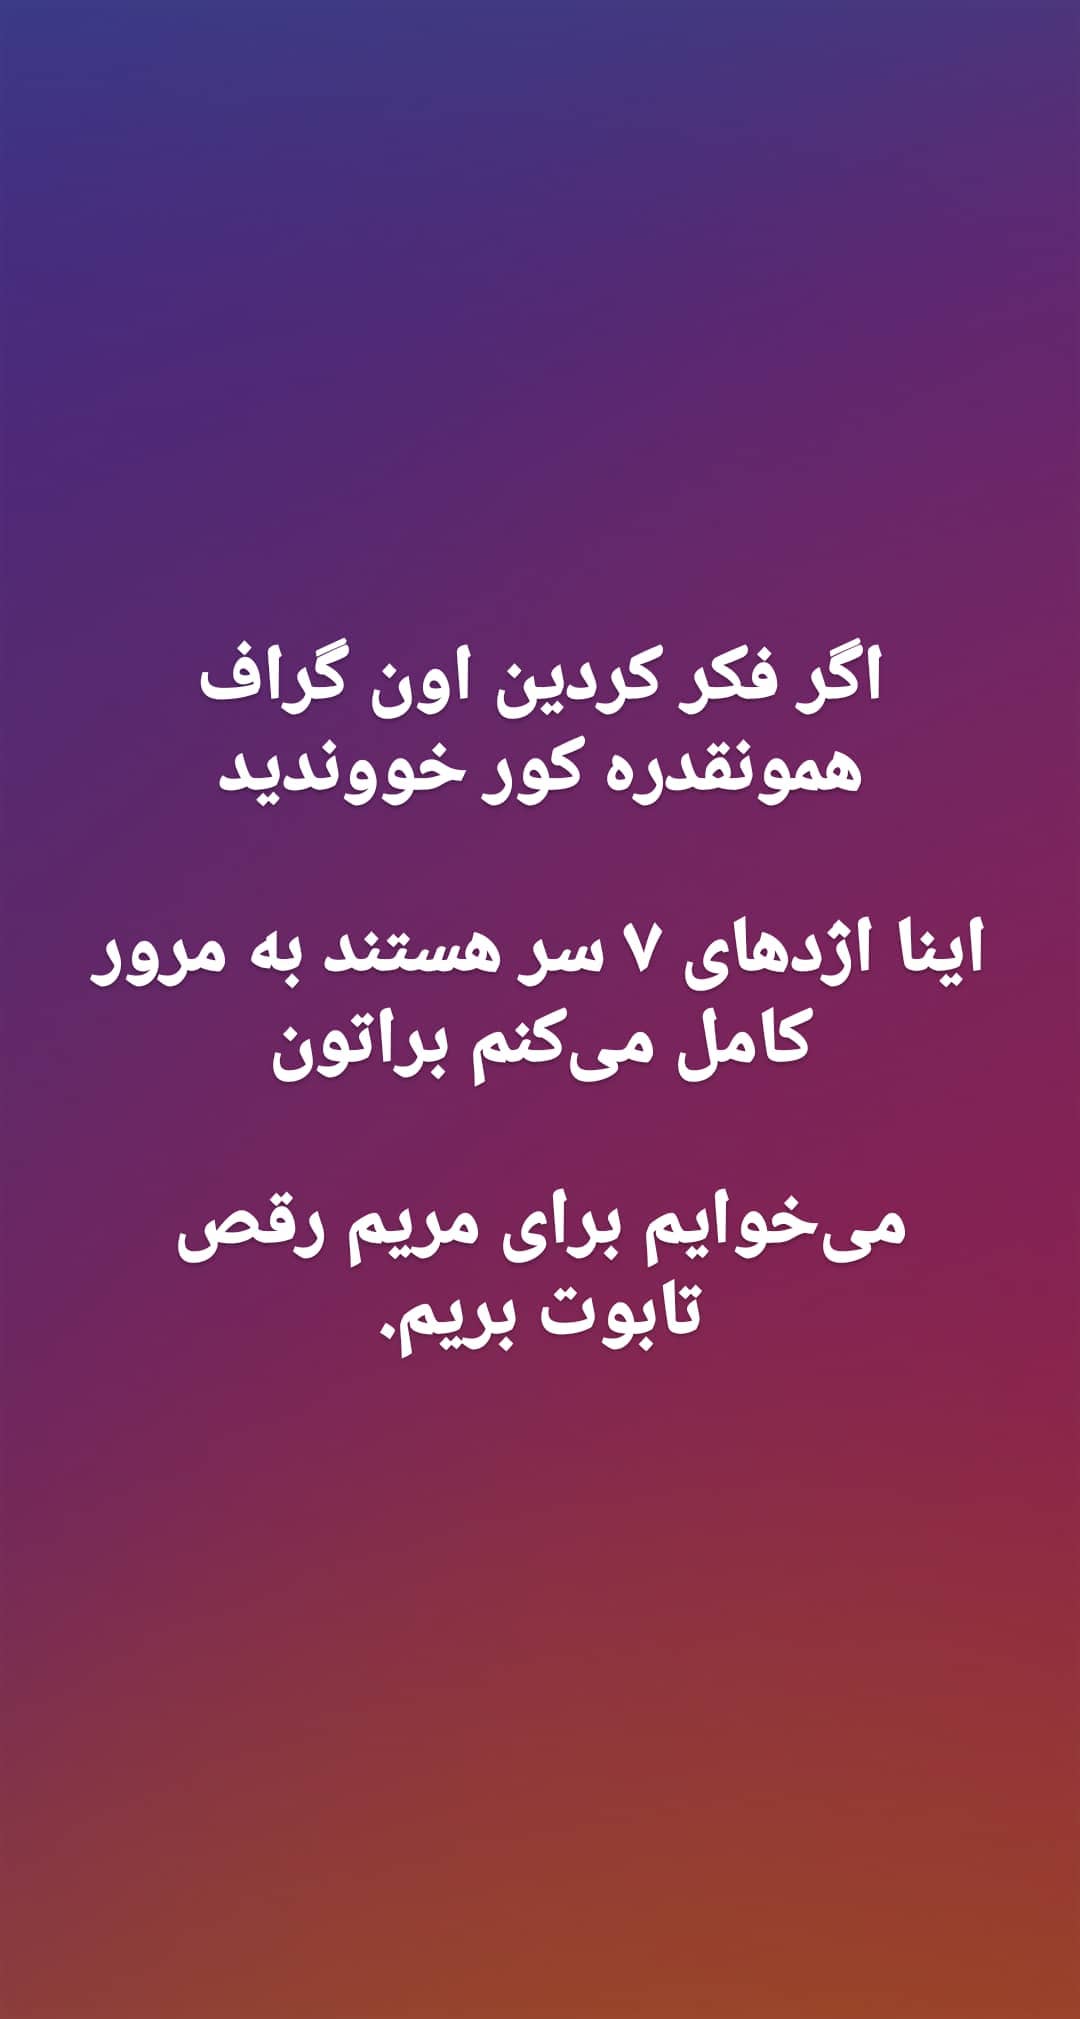 اگر فکر کردین اون گراف
همونقدره کور خووندید
اینا اژدهای ۷ سر هستند به مرور
کامل می‌کنم براتون
می‌خوایم برای مریم رقص
تابوت بریم.